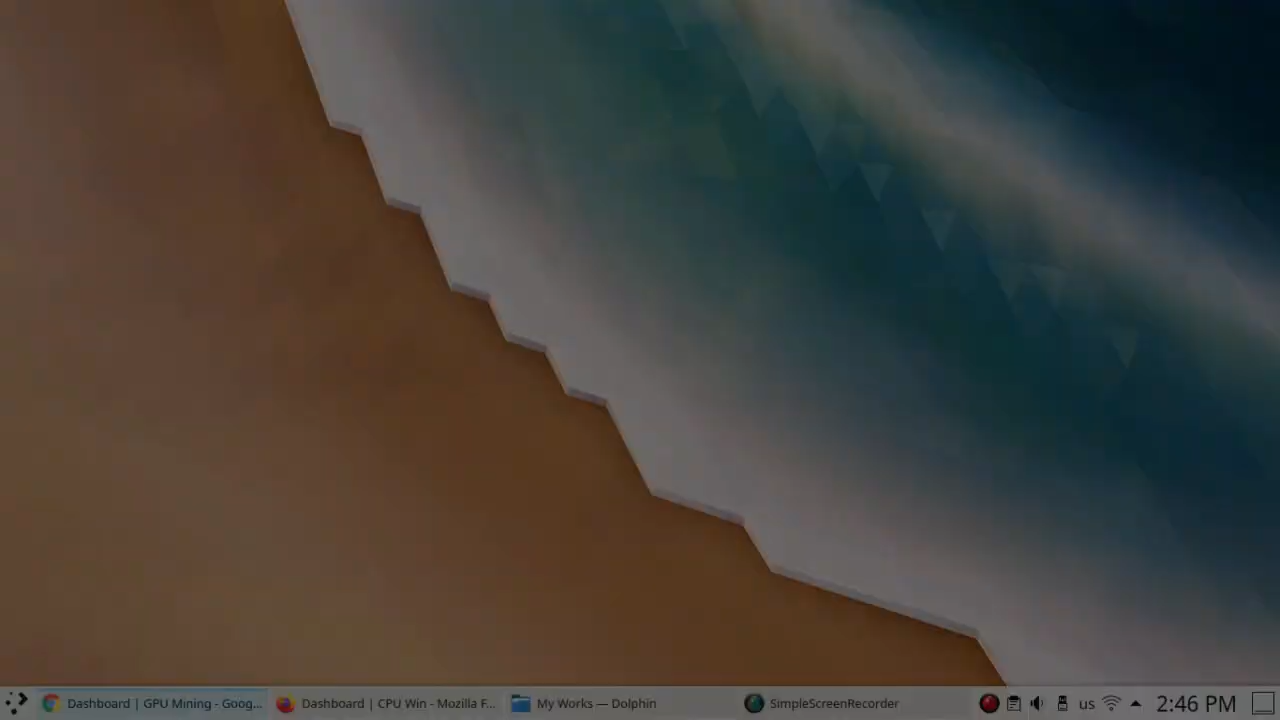 Dashboard | GPU Mining - Goog...
Dashboard | CPU Win - Mozilla F...
My Works — Dolphin
SimpleScreenRecorder
us
2:46 PM